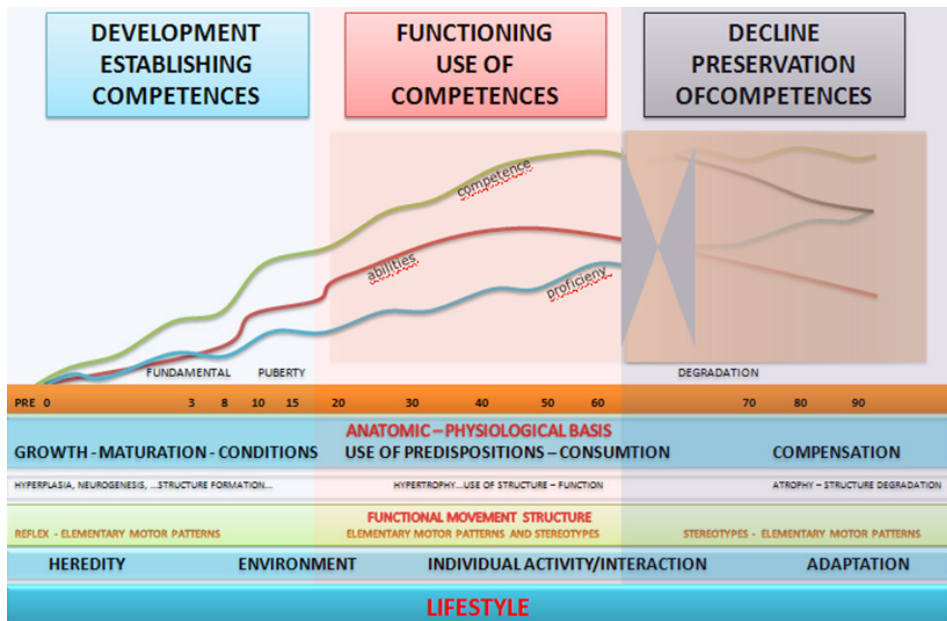 DEVELOPMENT
ESTABLISHING
COMPETENCES
FUNCTIONING
USE OF
COMPETENCES
DECLINE
PRESERVATION
OFCOMPETENCES
competence
abilities
proficieny
FUNDAMENTAL PUBERTY DEGRADATION
PRE 0 3 8 10 15 20 30 40 50 60 70 80 90
ANATOMIC – PHYSIOLOGICAL BASIS
GROWTH - MATURATION - CONDITIONS USE OF PREDISPOSITIONS – CONSUMTION COMPENSATION
HYPERPLASIA, NEUROGENESIS, ...STRUCTURE FORMATION... HYPERTROPHY...USE OF STRUCTURE – FUNCTION ATROPHY – STRUCTURE DEGRADATION
FUNCTIONAL MOVEMENT STRUCTURE
REFLEX - ELEMENTARY MOTOR PATTERNS ELEMENTARY MOTOR PATTERNS AND STEREOTYPES STEREOTYPES - ELEMENTARY MOTOR PATTERNS
HEREDITY ENVIRONMENT INDIVIDUAL ACTIVITY/INTERACTION ADAPTATION
LIFESTYLE